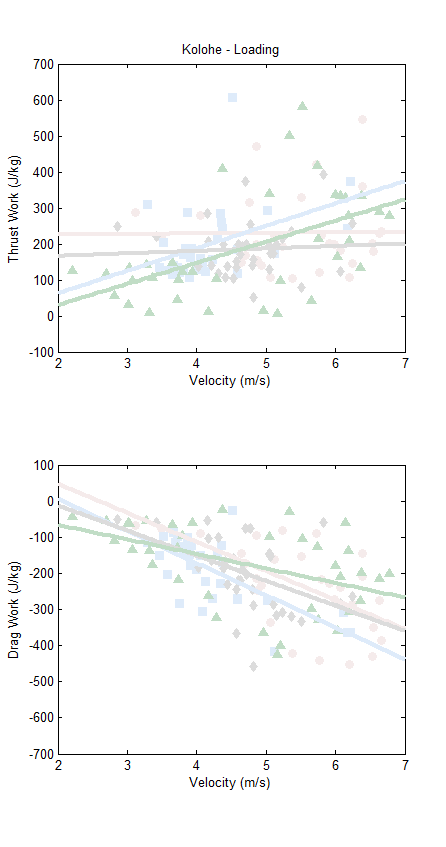 Kolohe - Loading
700
600
500
400
300
200
100
0
-100
Thrust Work (J/kg)
2 3 4 5 6 7
Velocity (m/s)
100
0
-100
-200
-300
-400
-500
-600
-700
Drag Work (J/kg)
2 3 4 5 6 7
Velocity (m/s)